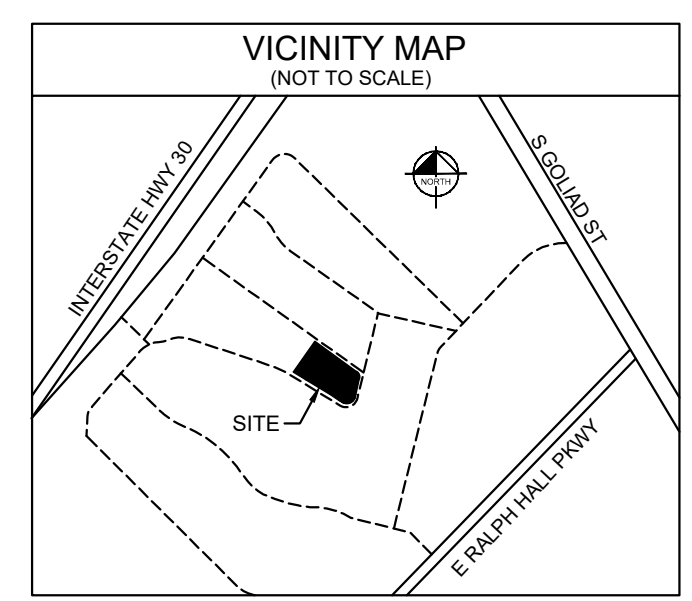 VICINITY MAP
(NOT TO SCALE)
INTERSTATE HWY 30
NORTH
S GOLIAD ST
SITE
E RALPH HALL PKWY